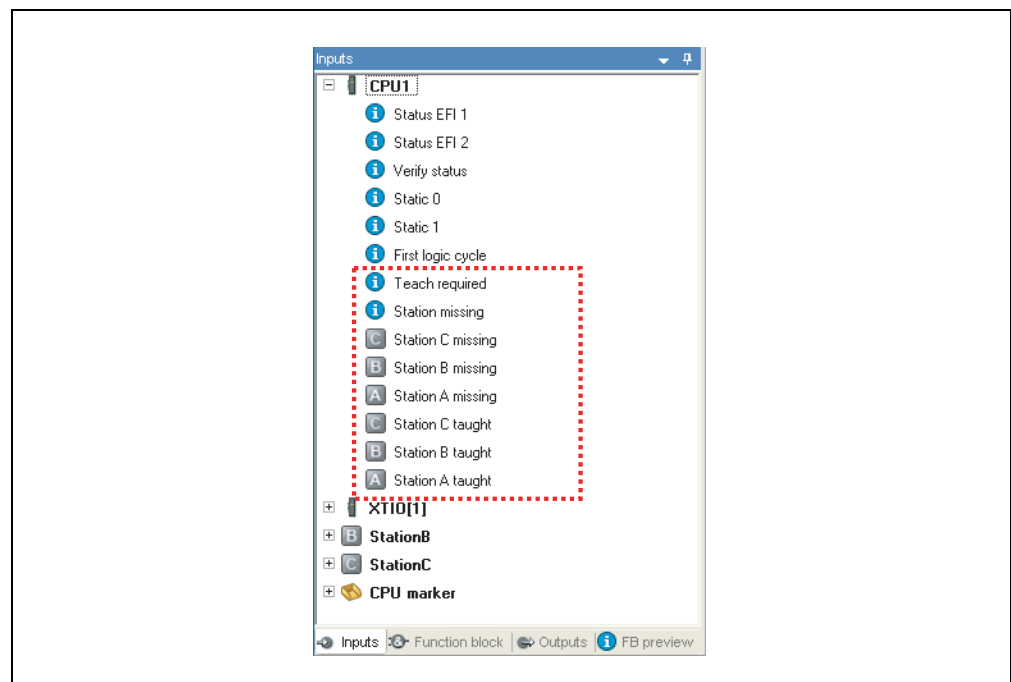 Inputs
CPU1
Status EFI 1
Status EFI 2
Verify status
Static 0
Static 1
First logic cycle
Teach required
Station missing
C Station C missing
B Station B missing
A Station A missing
C Station C taught
B Station B taught
A Station A taught
XTIO[1]
B StationB
C StationC
CPU marker
Inputs Function block Outputs FB preview